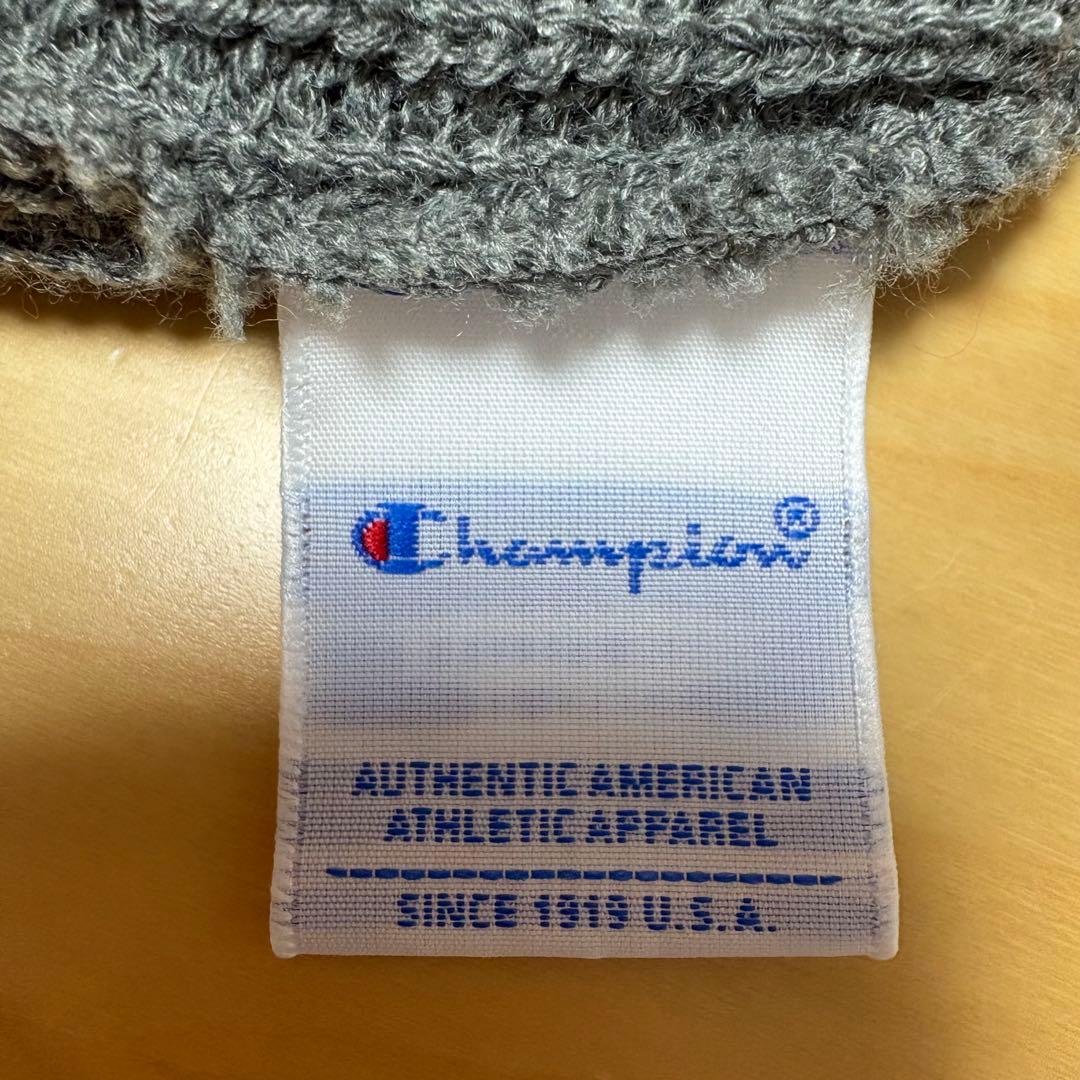 Champion®
AUTHENTIC AMERICAN
ATHLETIC APPAREL
SINCE 1919 U.S.A.